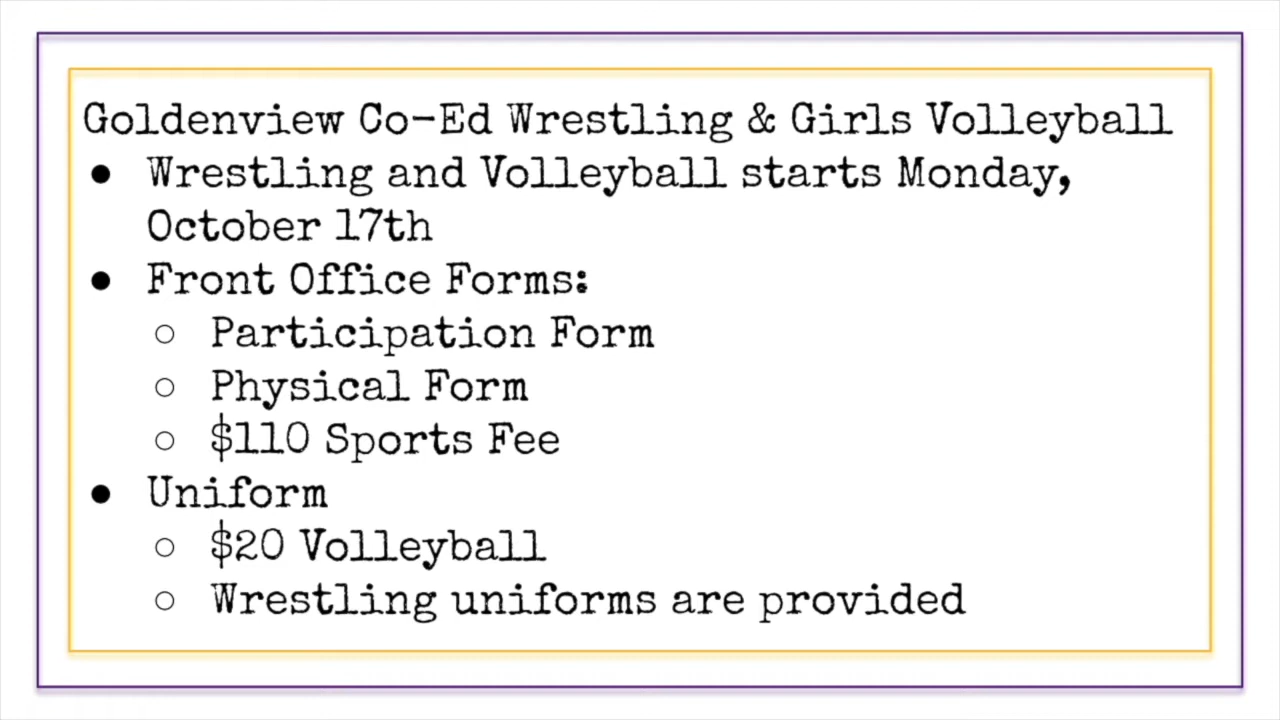 Goldenview Co-Ed Wrestling & Girls Volleyball
● Wrestling and Volleyball starts Monday,
October 17th
● Front Office Forms:
○ Participation Form
○ Physical Form
○ $110 Sports Fee
● Uniform
○ $20 Volleyball
○ Wrestling uniforms are provided